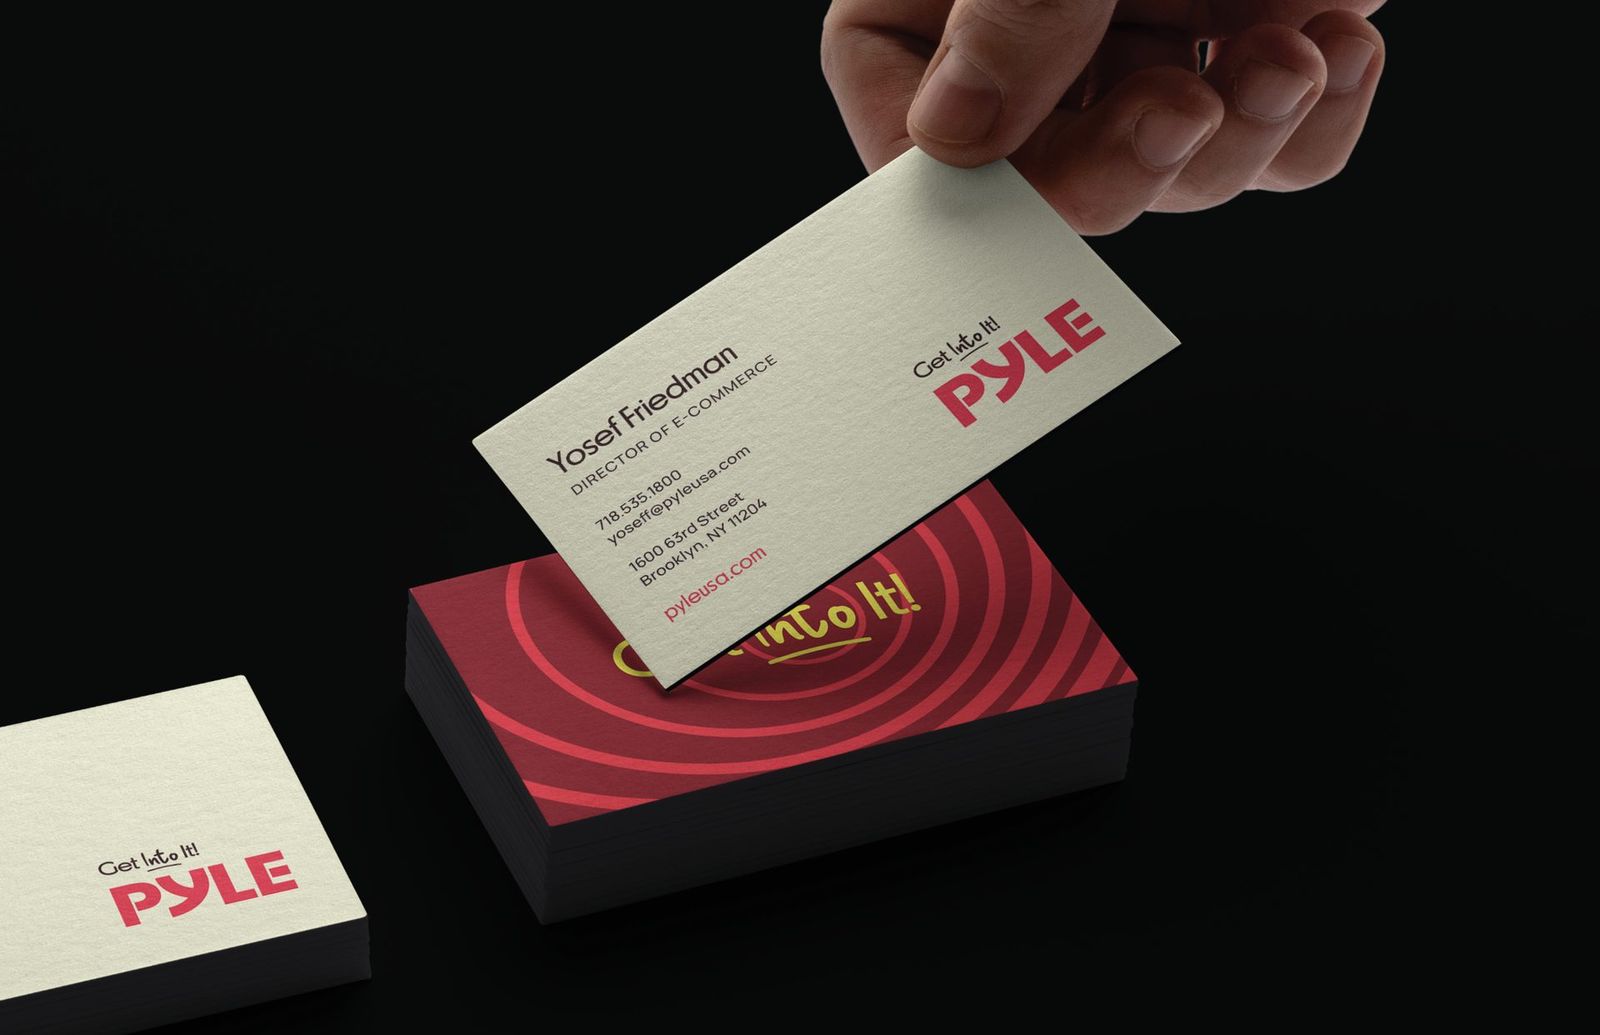 Yosef Friedman
DIRECTOR OF E-COMMERCE
718.535.1800
yoseff@pyleusa.com
1600 63rd Street
Brooklyn, NY 11204
pyleusa.com
Get Into It!
PYLE
Into It!
Get Into It!
PYLE